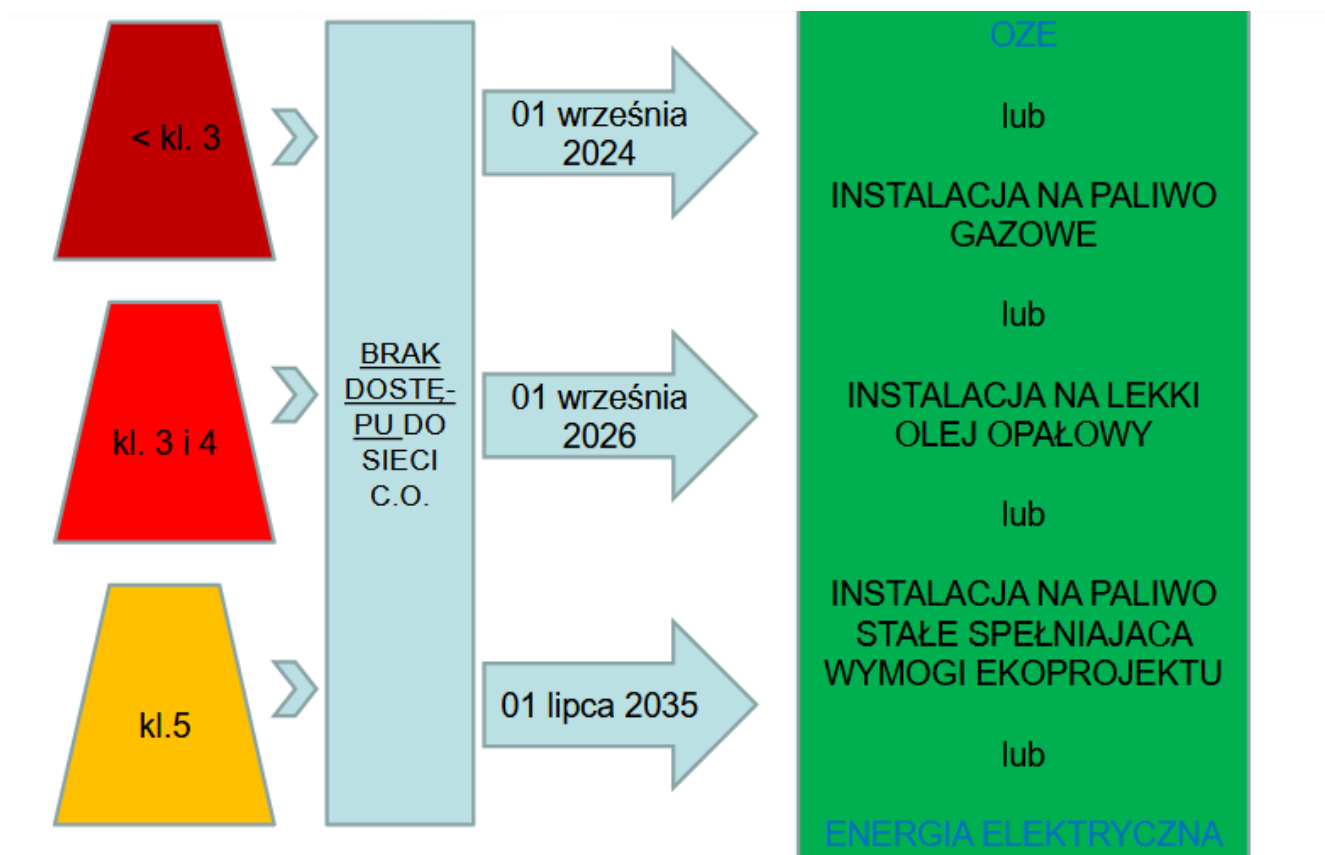 < kl. 3
kl. 3 i 4
kl.5
BRAK
DOSTĘ-
PU DO
SIECI
C.O.
01 września
2024
01 września
2026
01 lipca 2035
OZE
lub
INSTALACJA NA PALIWO
GAZOWE
lub
INSTALACJA NA LEKKI
OLEJ OPAŁOWY
lub
INSTALACJA NA PALIWO
STAŁE SPEŁNIAJACA
WYMOGI EKOPROJEKTU
lub
ENERGIA ELEKTRYCZNA